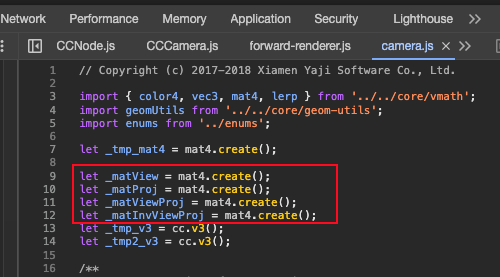 Network Performance Memory Application Security Lighthouse
CCNode.js CCCamera.js forward-renderer.js camera.js
1 // Copyright (c) 2017-2018 Xiamen Yaji Software Co., Ltd.
2
3 import { color4, vec3, mat4, lerp } from '../../core/vmath';
4 import geomUtils from '../../core/geom-utils';
5 import enums from '../enums';
6
7 let _tmp_mat4 = mat4.create();
8
9 let _matView = mat4.create();
10 let _matProj = mat4.create();
11 let _matViewProj = mat4.create();
12 let _matInvViewProj = mat4.create();
13 let _tmp_v3 = cc.v3();
14 let _tmp2_v3 = cc.v3();
15
16 /**